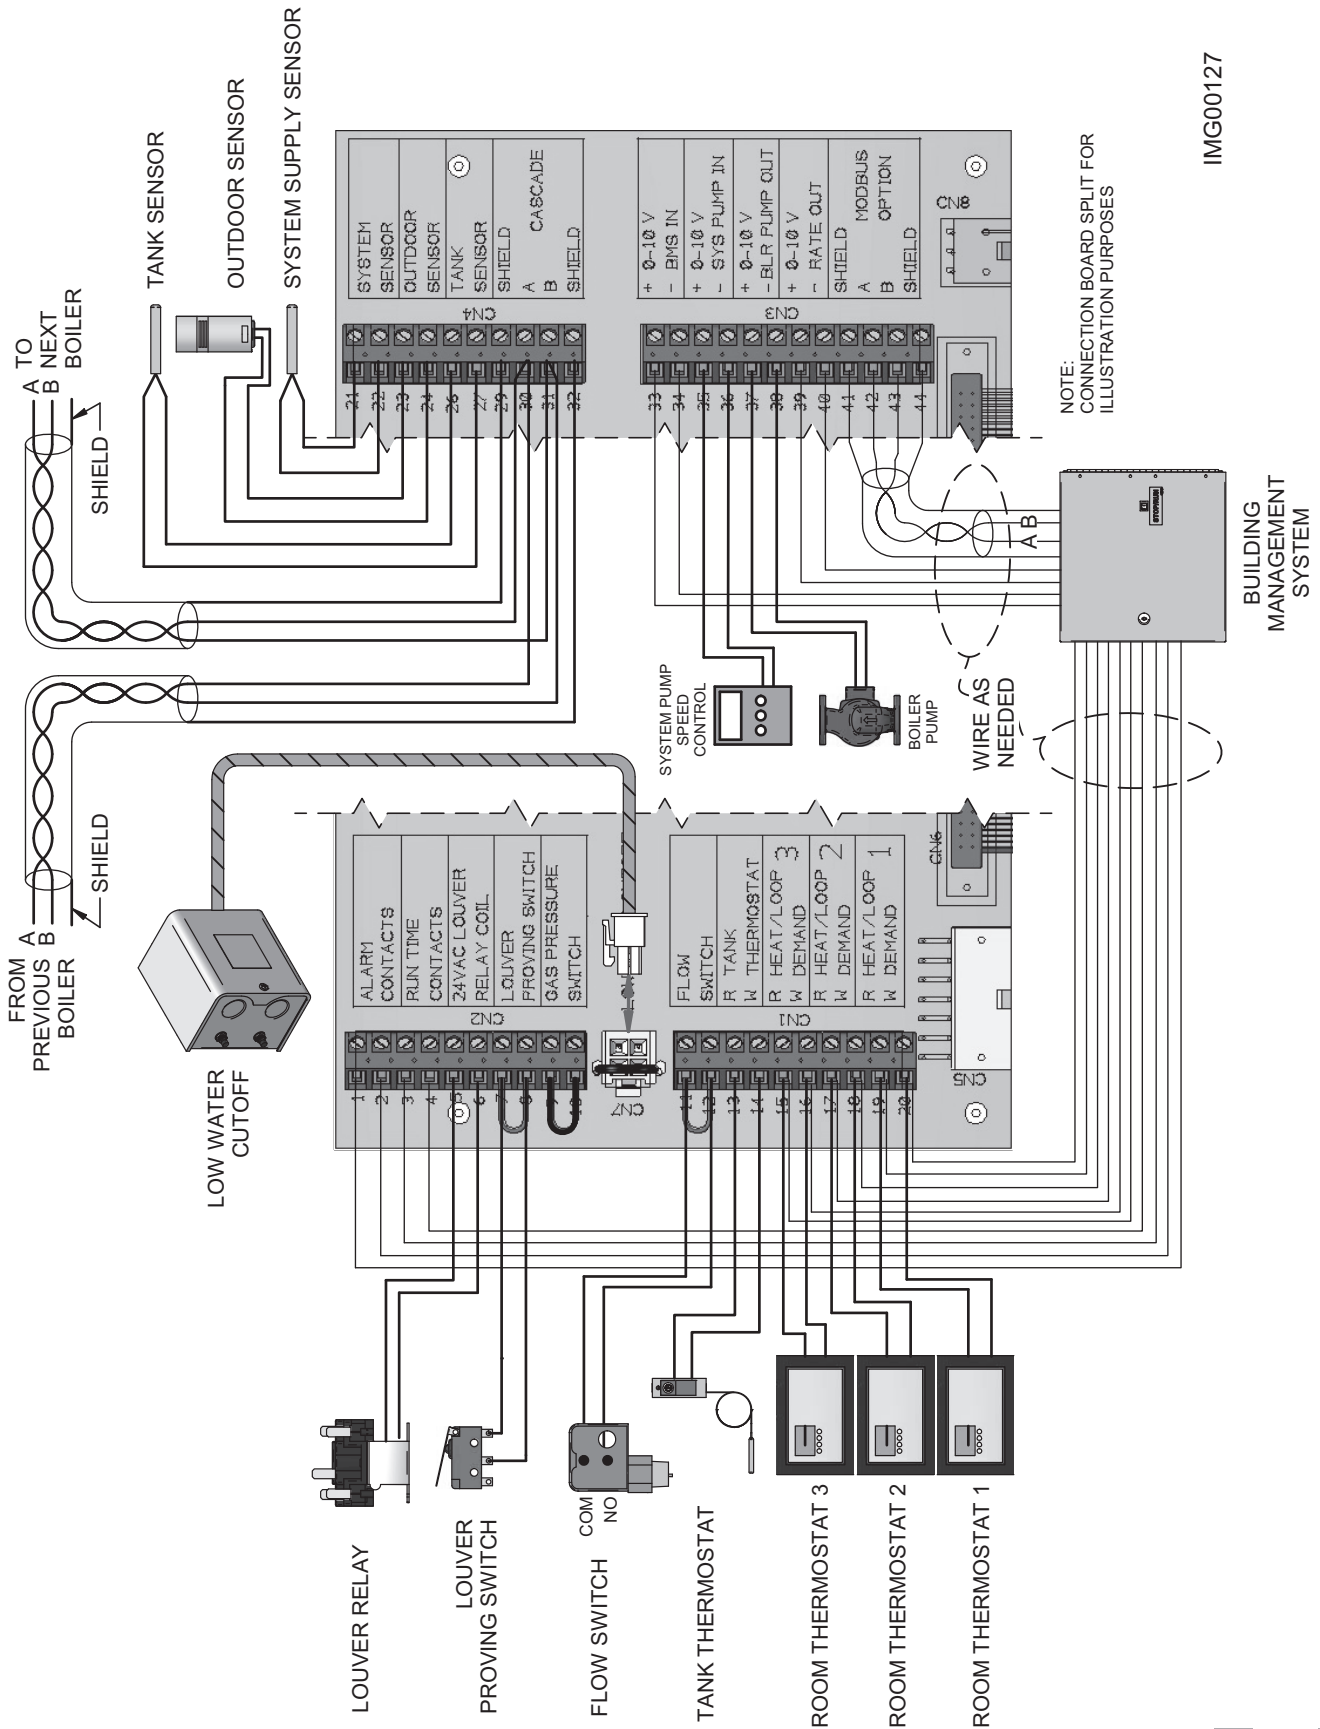 FROM
PREVIOUS
BOILER
A
B
SHIELD
TO
NEXT
BOILER
A
B
SHIELD
TANK SENSOR
OUTDOOR SENSOR
SYSTEM SUPPLY SENSOR
LOW WATER
CUTOFF
SYSTEM
SENSOR
OUTDOOR
SENSOR
TANK
SENSOR
SHIELD
A
CASCADE
B
SHIELD
CN4
21
22
23
24
26
27
29
30
31
32
+ 0-10 V
- BMS IN
+ 0-10 V
- SYS PUMP IN
+ 0-10 V
- BLR PUMP OUT
+ 0-10 V
- RATE OUT
SHIELD
A MODBUS
B OPTION
SHIELD
CN3
33
34
35
36
37
38
39
40
41
42
43
44
CN8
ALARM
CONTACTS
RUN TIME
CONTACTS
24VAC LOUVER
RELAY COIL
LOUVER
PROVING SWITCH
GAS PRESSURE
SWITCH
CN2
1
2
3
4
5
6
7
8
9
10
CN7
FLOW
SWITCH
R TANK
W THERMOSTAT
R HEAT/LOOP 3
W DEMAND
R HEAT/LOOP 2
W DEMAND
R HEAT/LOOP 1
W DEMAND
CN1
11
12
13
14
15
16
17
18
19
20
CN6
CN5
SYSTEM PUMP
SPEED
CONTROL
BOILER
PUMP
WIRE AS
NEEDED
A
B
STOP/RUN
BUILDING
MANAGEMENT
SYSTEM
NOTE:
CONNECTION BOARD SPLIT FOR
ILLUSTRATION PURPOSES
LOUVER RELAY
LOUVER
PROVING SWITCH
FLOW SWITCH
COM
NO
TANK THERMOSTAT
ROOM THERMOSTAT 3
ROOM THERMOSTAT 2
ROOM THERMOSTAT 1
IMG00127